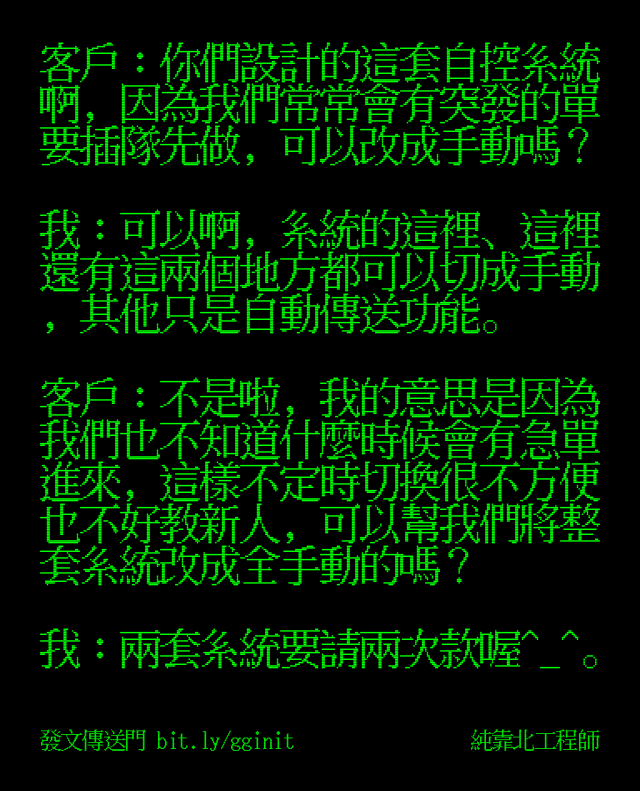 客戶：你們設計的這套自控系統
啊，因為我們常常會有突發的單
要插隊先做，可以改成手動嗎？
我：可以啊，系統的這裡、這裡
還有這兩個地方都可以切成手動
，其他只是自動傳送功能。
客戶：不是啦，我的意思是因為
我們也不知道什麼時候會有急單
進來，這樣不定時切換很不方便
也不好教新人，可以幫我們將整
套系統改成全手動的嗎？
我：兩套系統要請兩次款喔^_^。
發文傳送門 bit.ly/gginit
純靠北工程師